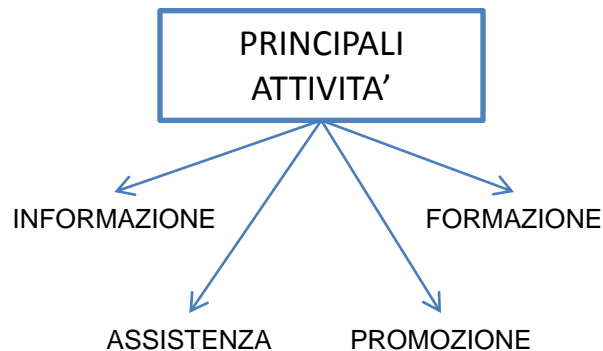 PRINCIPALI
ATTIVITA’
INFORMAZIONE
FORMAZIONE
ASSISTENZA
PROMOZIONE